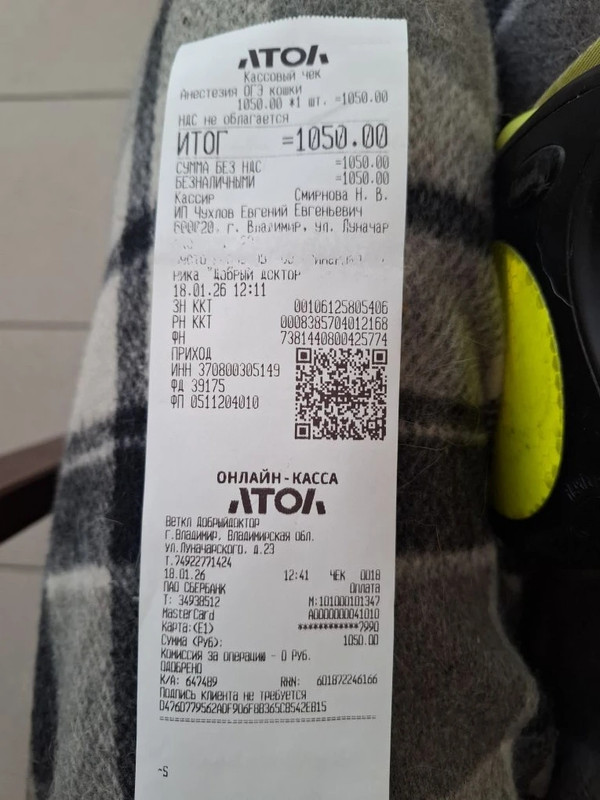 АТОЛ
Кассовый чек
Анестезия ОГЭ кошки
1050.00 *1 шт. =1050.00
НДС не облагается
ИТОГ =1050.00
СУММА БЕЗ НДС =1050.00
БЕЗНАЛИЧНЫМИ =1050.00
Кассир Смирнова Н. В.
ИП Чухлов Евгений Евгеньевич
600020, г. Владимир, ул. Луначар
ника "Добрый доктор
18.01.26 12:11
ЗН ККТ 00106125805406
РН ККТ 0008385704012168
ФН 7381440800425774
ПРИХОД
ИНН 370800305149
ФД 39175
ФП 0511204010
ОНЛАЙН-КАССА
АТОЛ
Веткл ДобрыйДоктор
г.Владимир, Владимирская обл.
ул.Луначарского, д.23
Т.74922771424
18.01.26 12:41 ЧЕК 0018
ПАО СБЕРБАНК Оплата
Т: 34938512 М:101000101347
MasterCard A0000000041010
Карта:(E1) ************7990
Сумма (Руб): 1050.00
Комиссия за операцию - 0 Руб.
ОДОБРЕНО
К/А: 647489 RRN: 601872246166
Подпись клиента не требуется
0476D779562ADF9D6F8B365C8542E815
==============================
~S